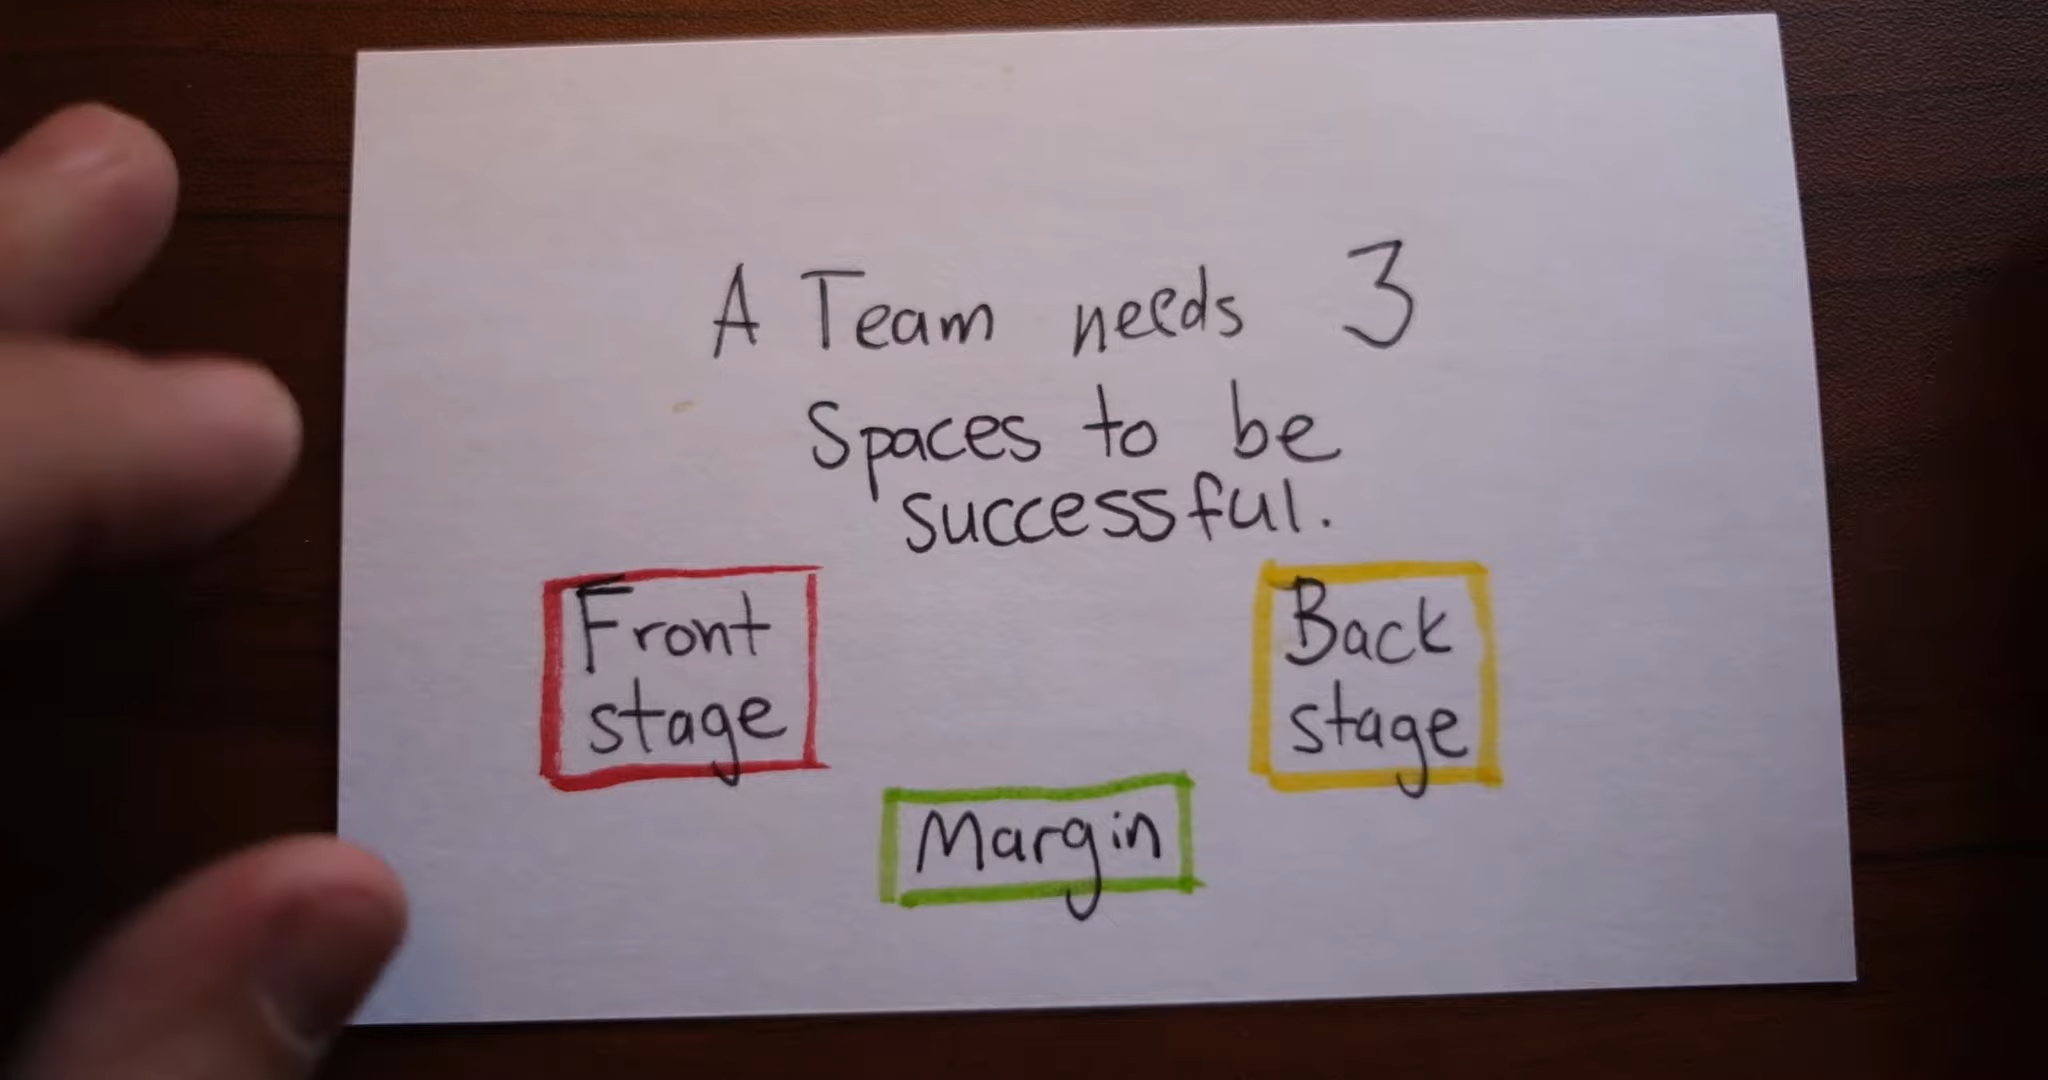 A Team needs 3
Spaces to be
successful.
Front
stage
Back
stage
Margin